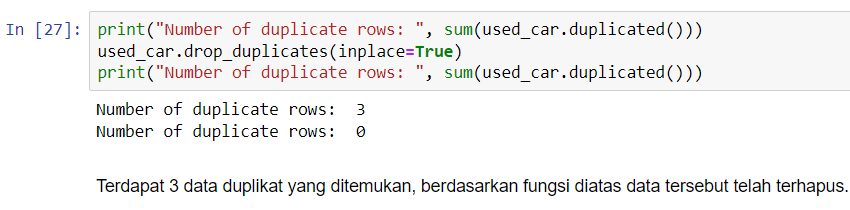 In [27]: print("Number of duplicate rows: ", sum(used_car.duplicated()))
used_car.drop_duplicates(inplace=True)
print("Number of duplicate rows: ", sum(used_car.duplicated()))
Number of duplicate rows:  3
Number of duplicate rows:  0
Terdapat 3 data duplikat yang ditemukan, berdasarkan fungsi diatas data tersebut telah terhapus.